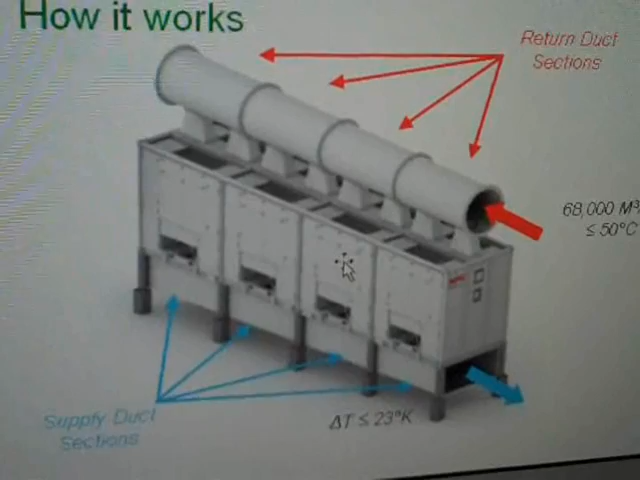 How it works
Return Duct
Sections
68,000 M³
≤ 50°C
Supply Duct
Sections
ΔT ≤ 23°K